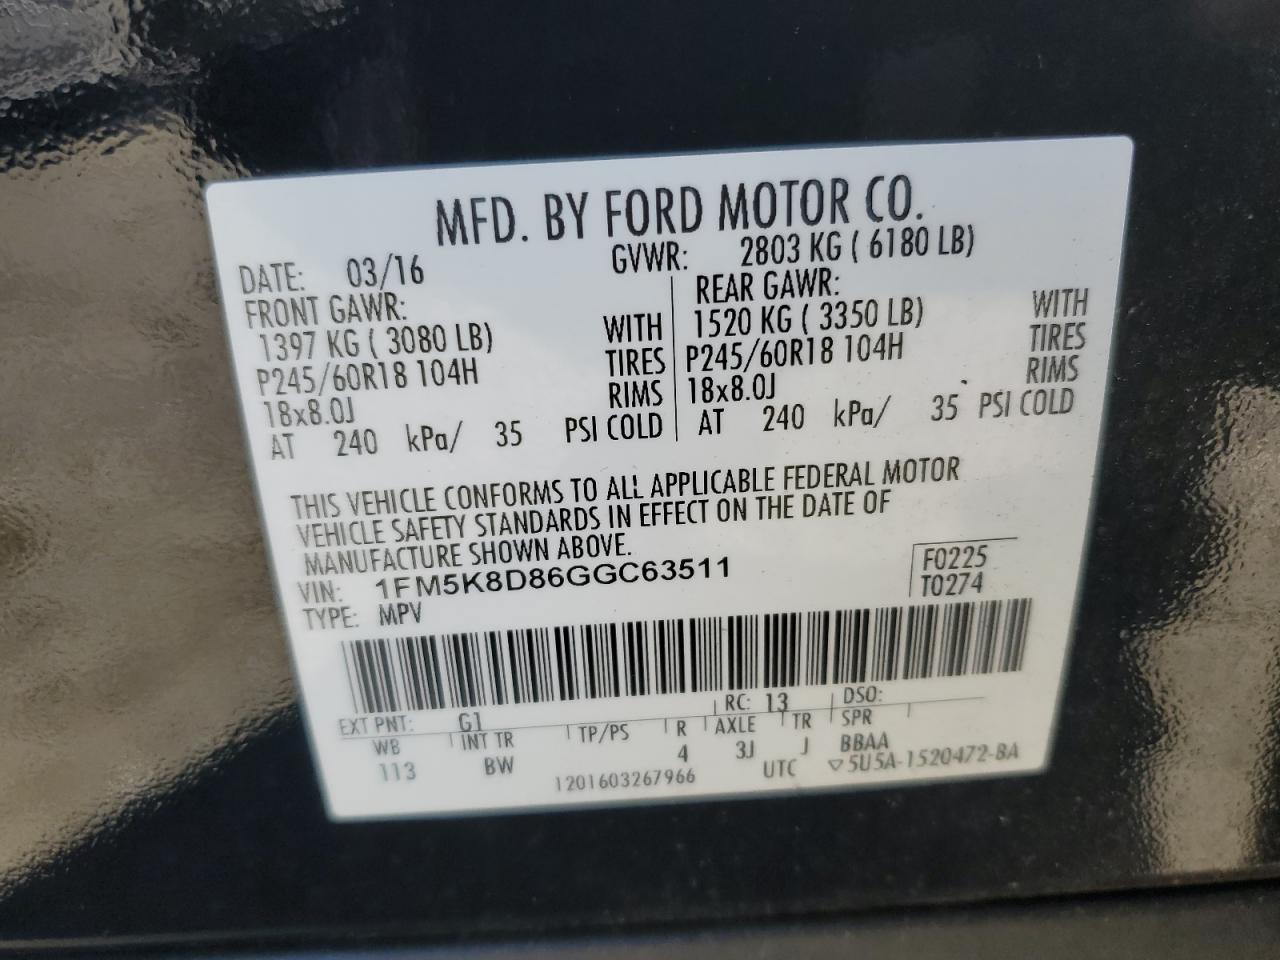 MFD. BY FORD MOTOR CO.
DATE: 03/16 GVWR: 2803 KG ( 6180 LB)
FRONT GAWR: REAR GAWR:
1397 KG ( 3080 LB) WITH 1520 KG ( 3350 LB) WITH
P245/60R18 104H TIRES P245/60R18 104H TIRES
18x8.0J RIMS 18x8.0J RIMS
AT 240 kPa/ 35 PSI COLD AT 240 kPa/ 35 PSI COLD
THIS VEHICLE CONFORMS TO ALL APPLICABLE FEDERAL MOTOR
VEHICLE SAFETY STANDARDS IN EFFECT ON THE DATE OF
MANUFACTURE SHOWN ABOVE.
VIN: 1FM5K8D86GGC63511 F0225
TYPE: MPV T0274
EXT PNT: G1 RC: 13 DSO:
WB INT TR TP/PS R AXLE TR SPR
113 BW 4 3J J BBAA
1201603267966 UTC ▽5U5A-1520472-BA